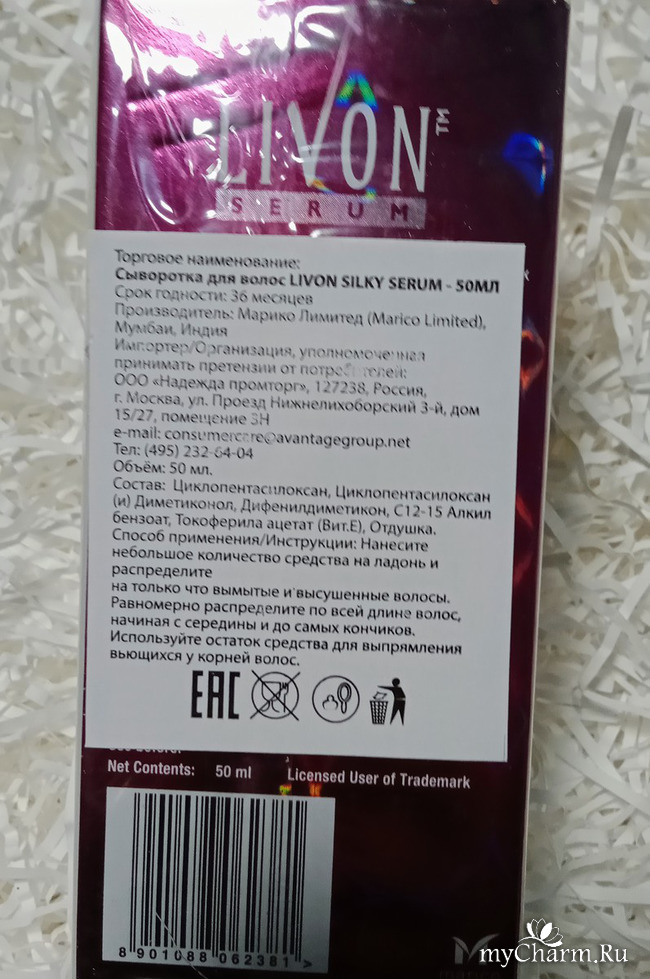 LIVÔN™
SERUM
Торговое наименование:
Сыворотка для волос LIVON SILKY SERUM - 50МЛ
Срок годности: 36 месяцев
Производитель: Марико Лимитед (Marico Limited),
Мумбаи, Индия
Импортер/Организация, уполномоченная
принимать претензии от потребителей:
ООО «Надежда промторг», 127238, Россия,
г. Москва, ул. Проезд Нижнелихоборский 3-й, дом
15/27, помещение 3Н
e-mail: consumercare@avantagegroup.net
Тел: (495) 232-64-04
Объём: 50 мл.
Состав: Циклопентасилоксан, Циклопентасилоксан
(и) Диметиконол, Дифенилдиметикон, С12-15 Алкил
бензоат, Токоферила ацетат (Вит.Е), Отдушка.
Способ применения/Инструкции: Нанесите
небольшое количество средства на ладонь и
распределите
на только что вымытые и высушенные волосы.
Равномерно распределите по всей длине волос,
начиная с середины и до самых кончиков.
Используйте остаток средства для выпрямления
вьющихся у корней волос.
EAC
Net Contents: 50 ml Licensed User of Trademark
8 901088 062381 >
myCharm.Ru